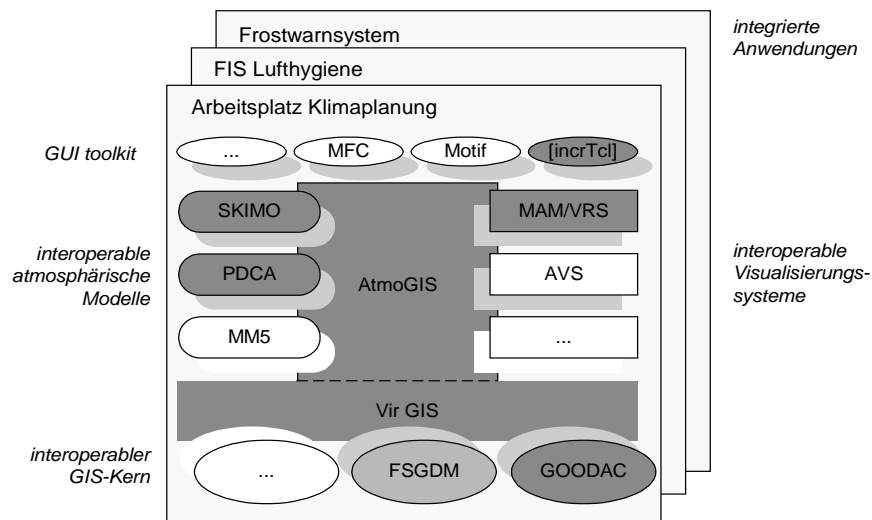 Frostwarnsystem
integrierte
Anwendungen
FIS Lufthygiene
Arbeitsplatz Klimaplanung
GUI toolkit
...
MFC
Motif
[incrTcl]
SKIMO
MAM/VRS
interoperable
atmosphärische
Modelle
PDCA
AtmoGIS
AVS
interoperable
Visualisierungs-
systeme
MM5
...
Vir GIS
interoperabler
GIS-Kern
...
FSGDM
GOODAC